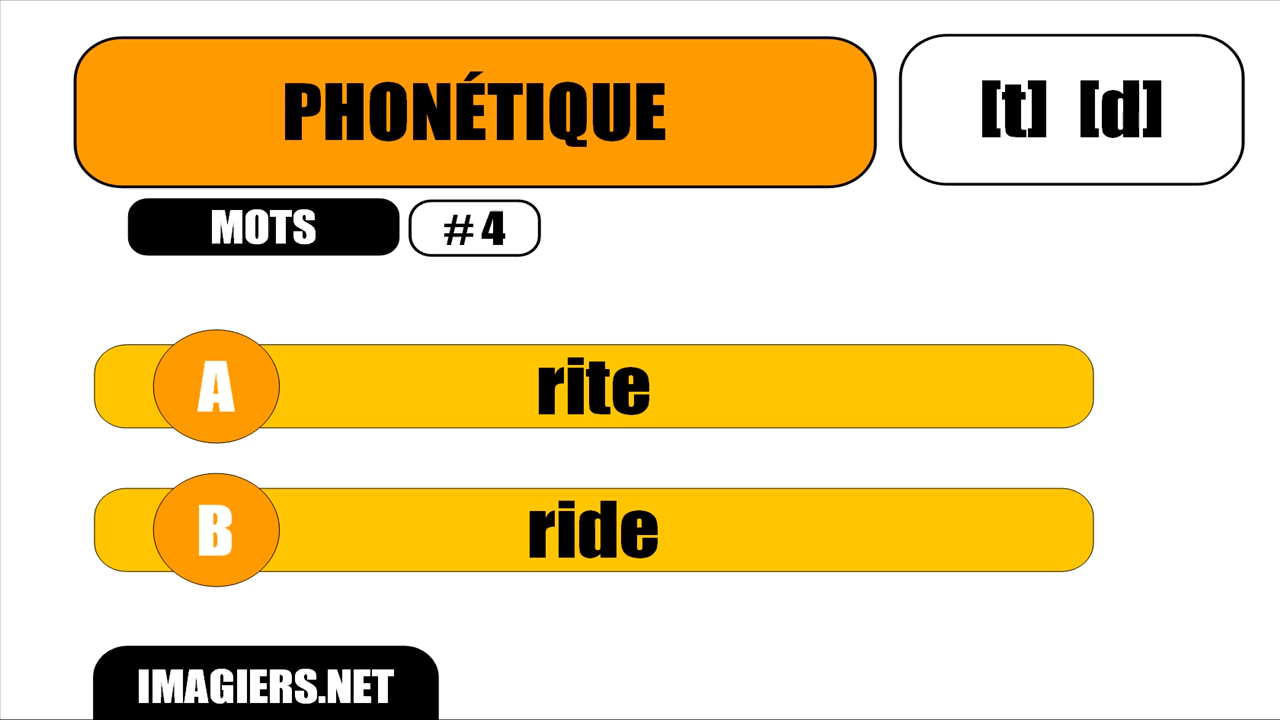 PHONÉTIQUE
[t] [d]
MOTS
# 4
A
rite
B
ride
IMAGIERS.NET